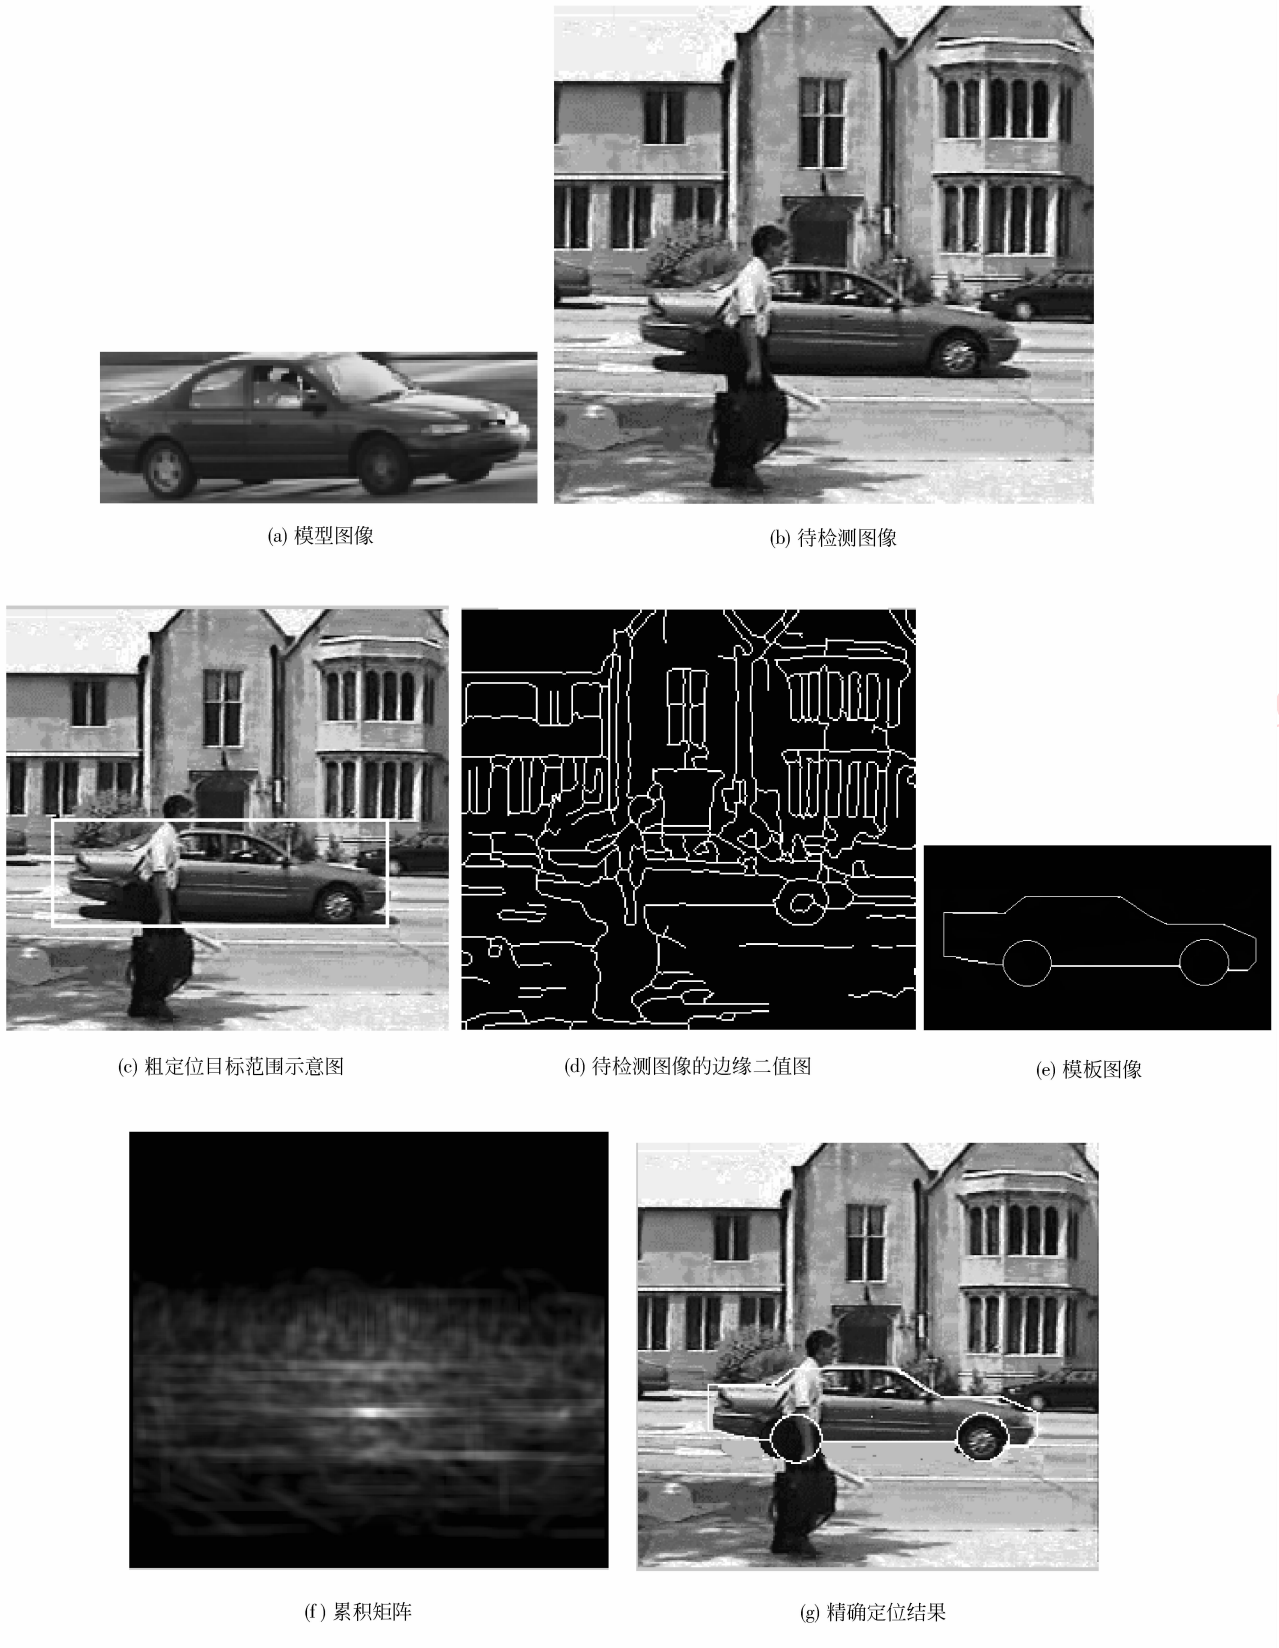 (a) 模型图像
(b) 待检测图像
(c) 粗定位目标范围示意图
(d) 待检测图像的边缘二值图
(e) 模板图像
(f) 累积矩阵
(g) 精确定位结果